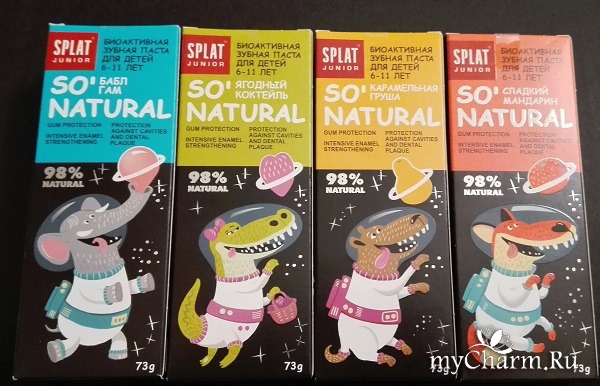 SPLAT
JUNIOR
БИОАКТИВНАЯ
ЗУБНАЯ ПАСТА
ДЛЯ ДЕТЕЙ
6-11 ЛЕТ
SO' БАБЛ
ГАМ
NATURAL
GUM PROTECTION
INTENSIVE ENAMEL
STRENGTHENING
PROTECTION
AGAINST CAVITIES
AND DENTAL
PLAQUE
98%
NATURAL
73g
SPLAT
JUNIOR
БИОАКТИВНАЯ
ЗУБНАЯ ПАСТА
ДЛЯ ДЕТЕЙ
6-11 ЛЕТ
SO' ЯГОДНЫЙ
КОКТЕЙЛЬ
NATURAL
GUM PROTECTION
INTENSIVE ENAMEL
STRENGTHENING
PROTECTION
AGAINST CAVITIES
AND DENTAL
PLAQUE
98%
NATURAL
73g
SPLAT
JUNIOR
БИОАКТИВНАЯ
ЗУБНАЯ ПАСТА
ДЛЯ ДЕТЕЙ
6-11 ЛЕТ
SO' КАРАМЕЛЬНАЯ
ГРУША
NATURAL
GUM PROTECTION
INTENSIVE ENAMEL
STRENGTHENING
PROTECTION
AGAINST CAVITIES
AND DENTAL
PLAQUE
98%
NATURAL
73g
SPLAT
JUNIOR
БИОАКТИВНАЯ
ЗУБНАЯ ПАСТА
ДЛЯ ДЕТЕЙ
6-11 ЛЕТ
SO' СЛАДКИЙ
МАНДАРИН
NATURAL
GUM PROTECTION
INTENSIVE ENAMEL
STRENGTHENING
PROTECTION
AGAINST CAVITIES
AND DENTAL
PLAQUE
98%
NATURAL
73g
myCharm.Ru